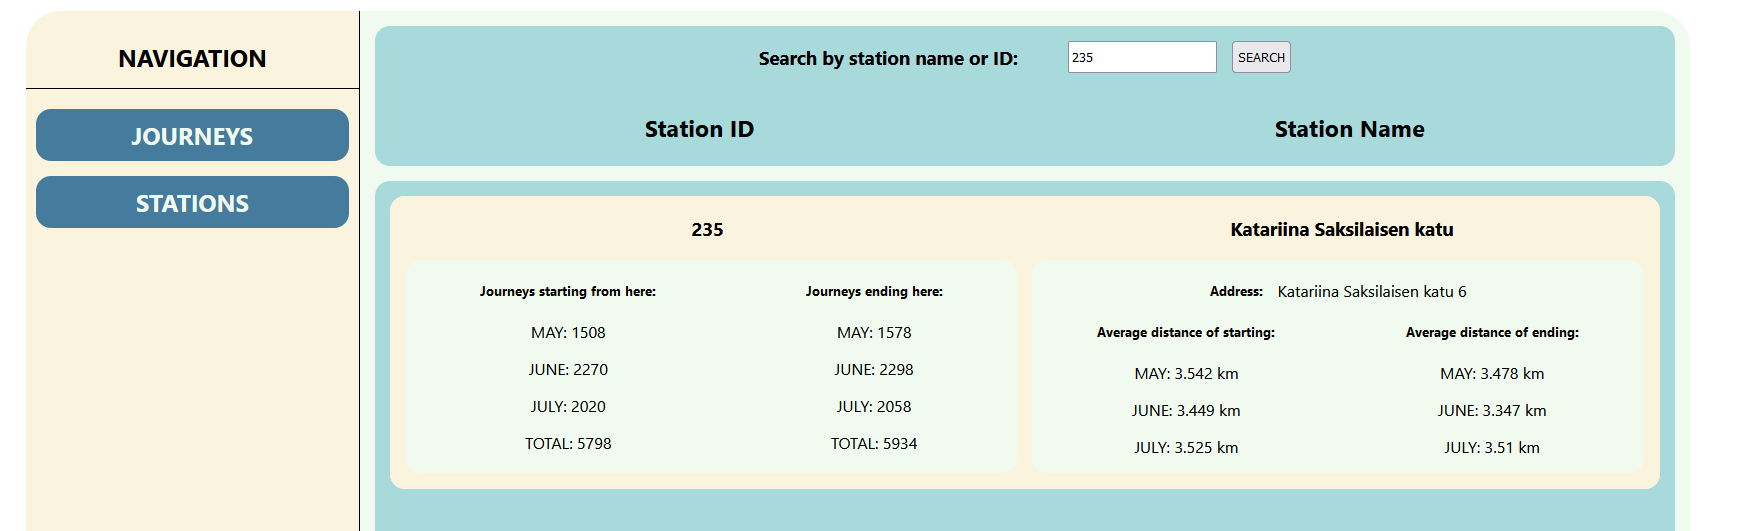 NAVIGATION
JOURNEYS
STATIONS
Search by station name or ID: 235 SEARCH
Station ID Station Name
235 Katariina Saksilaisen katu
Journeys starting from here: Journeys ending here:
MAY: 1508 MAY: 1578
JUNE: 2270 JUNE: 2298
JULY: 2020 JULY: 2058
TOTAL: 5798 TOTAL: 5934
Address: Katariina Saksilaisen katu 6
Average distance of starting: Average distance of ending:
MAY: 3.542 km MAY: 3.478 km
JUNE: 3.449 km JUNE: 3.347 km
JULY: 3.525 km JULY: 3.51 km